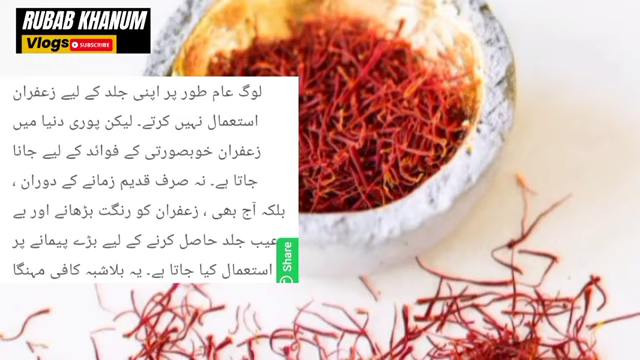 RUBAB KHANUM
Vlogs SUBSCRIBE
لوگ عام طور پر اپنی جلد کے لیے زعفران
استعمال نہیں کرتے۔ لیکن پوری دنیا میں
زعفران خوبصورتی کے فوائد کے لیے جانا
جاتا ہے۔ نہ صرف قدیم زمانے کے دوران ،
بلکہ آج بھی ، زعفران کو رنگت بڑھانے اور بے
عیب جلد حاصل کرنے کے لیے بڑے پیمانے پر
استعمال کیا جاتا ہے۔ یہ بلاشبہ کافی مہنگا
Share